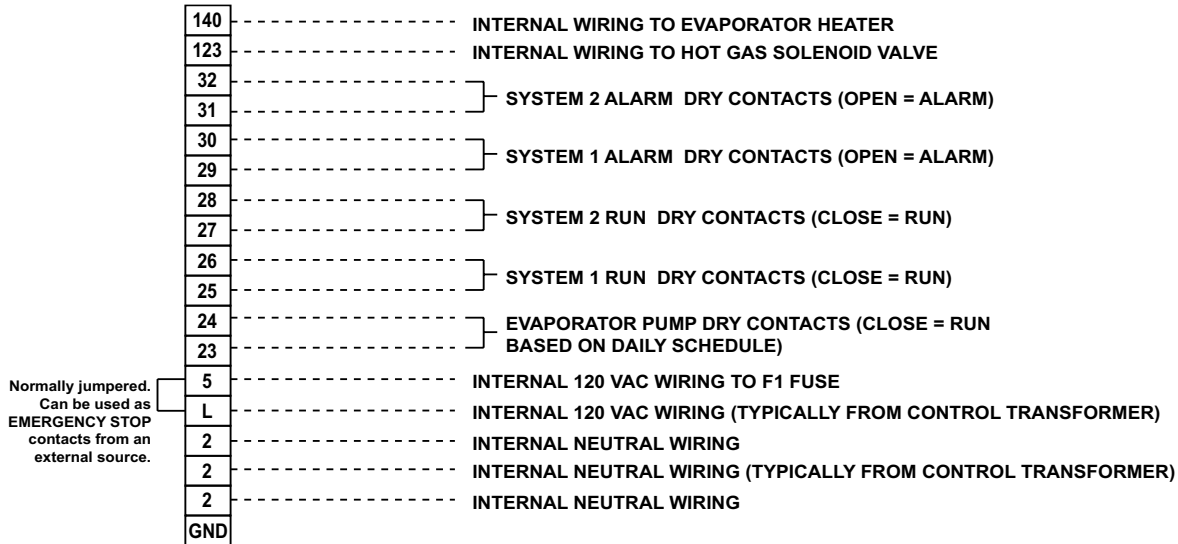 140 INTERNAL WIRING TO EVAPORATOR HEATER
123 INTERNAL WIRING TO HOT GAS SOLENOID VALVE
32
SYSTEM 2 ALARM DRY CONTACTS (OPEN = ALARM)
31
30
SYSTEM 1 ALARM DRY CONTACTS (OPEN = ALARM)
29
28
SYSTEM 2 RUN DRY CONTACTS (CLOSE = RUN)
27
26
SYSTEM 1 RUN DRY CONTACTS (CLOSE = RUN)
25
24 EVAPORATOR PUMP DRY CONTACTS (CLOSE = RUN
23 BASED ON DAILY SCHEDULE)
5 INTERNAL 120 VAC WIRING TO F1 FUSE
L INTERNAL 120 VAC WIRING (TYPICALLY FROM CONTROL TRANSFORMER)
Normally jumpered.
Can be used as
EMERGENCY STOP
contacts from an
external source.
2 INTERNAL NEUTRAL WIRING
2 INTERNAL NEUTRAL WIRING (TYPICALLY FROM CONTROL TRANSFORMER)
2 INTERNAL NEUTRAL WIRING
GND